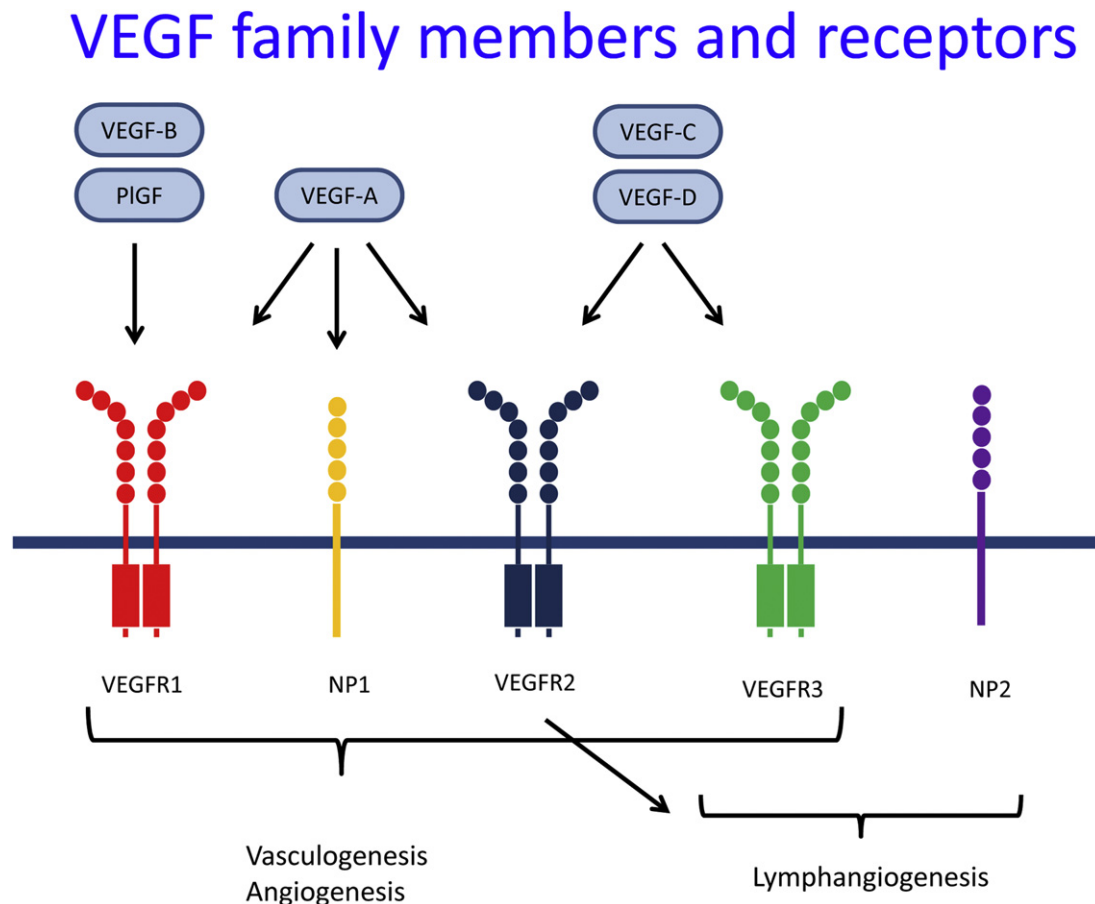 VEGF family members and receptors
VEGF-B
PlGF
VEGF-A
VEGF-C
VEGF-D
VEGFR1
NP1
VEGFR2
VEGFR3
NP2
Vasculogenesis
Angiogenesis
Lymphangiogenesis